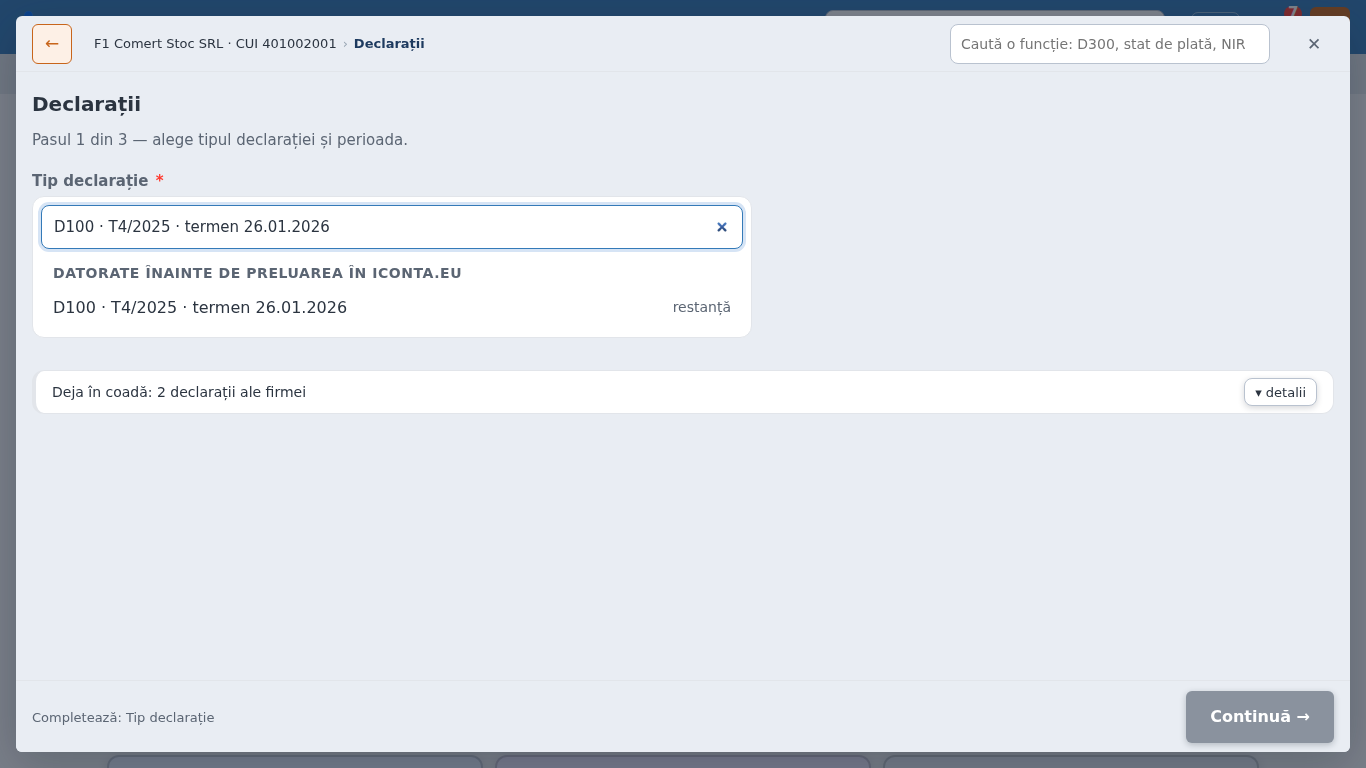 7
←
F1 Comert Stoc SRL · CUI 401002001 › Declarații
Caută o funcție: D300, stat de plată, NIR
✕
Declarații
Pasul 1 din 3 — alege tipul declarației și perioada.
Tip declarație *
D100 · T4/2025 · termen 26.01.2026 ×
DATORATE ÎNAINTE DE PRELUAREA ÎN ICONTA.EU
D100 · T4/2025 · termen 26.01.2026 restanță
Deja în coadă: 2 declarații ale firmei ▾ detalii
Completează: Tip declarație
Continuă →